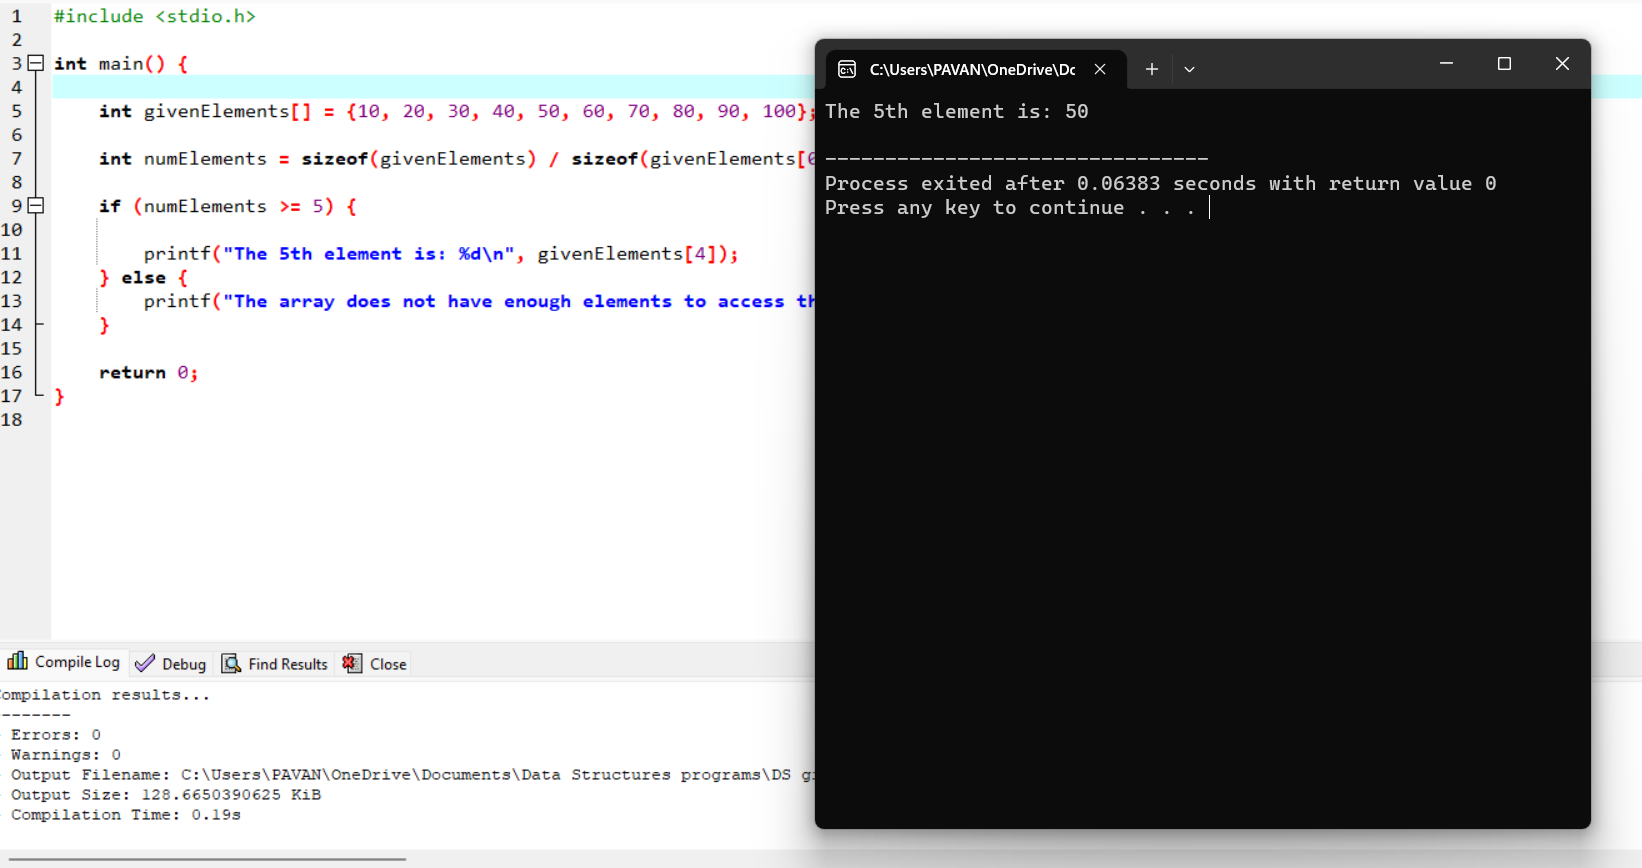 1 #include <stdio.h>
2
3 int main() {
4
5 int givenElements[] = {10, 20, 30, 40, 50, 60, 70, 80, 90, 100};
6
7 int numElements = sizeof(givenElements) / sizeof(givenElements[0
8
9 if (numElements >= 5) {
10
11 printf("The 5th element is: %d\n", givenElements[4]);
12 } else {
13 printf("The array does not have enough elements to access th
14 }
15
16 return 0;
17 }
18
C:\Users\PAVAN\OneDrive\Dc
The 5th element is: 50
--------------------------------
Process exited after 0.06383 seconds with return value 0
Press any key to continue . . .
Compile Log Debug Find Results Close
ompilation results...
-------
- Errors: 0
- Warnings: 0
- Output Filename: C:\Users\PAVAN\OneDrive\Documents\Data Structures programs\DS gi
- Output Size: 128.6650390625 KiB
- Compilation Time: 0.19s